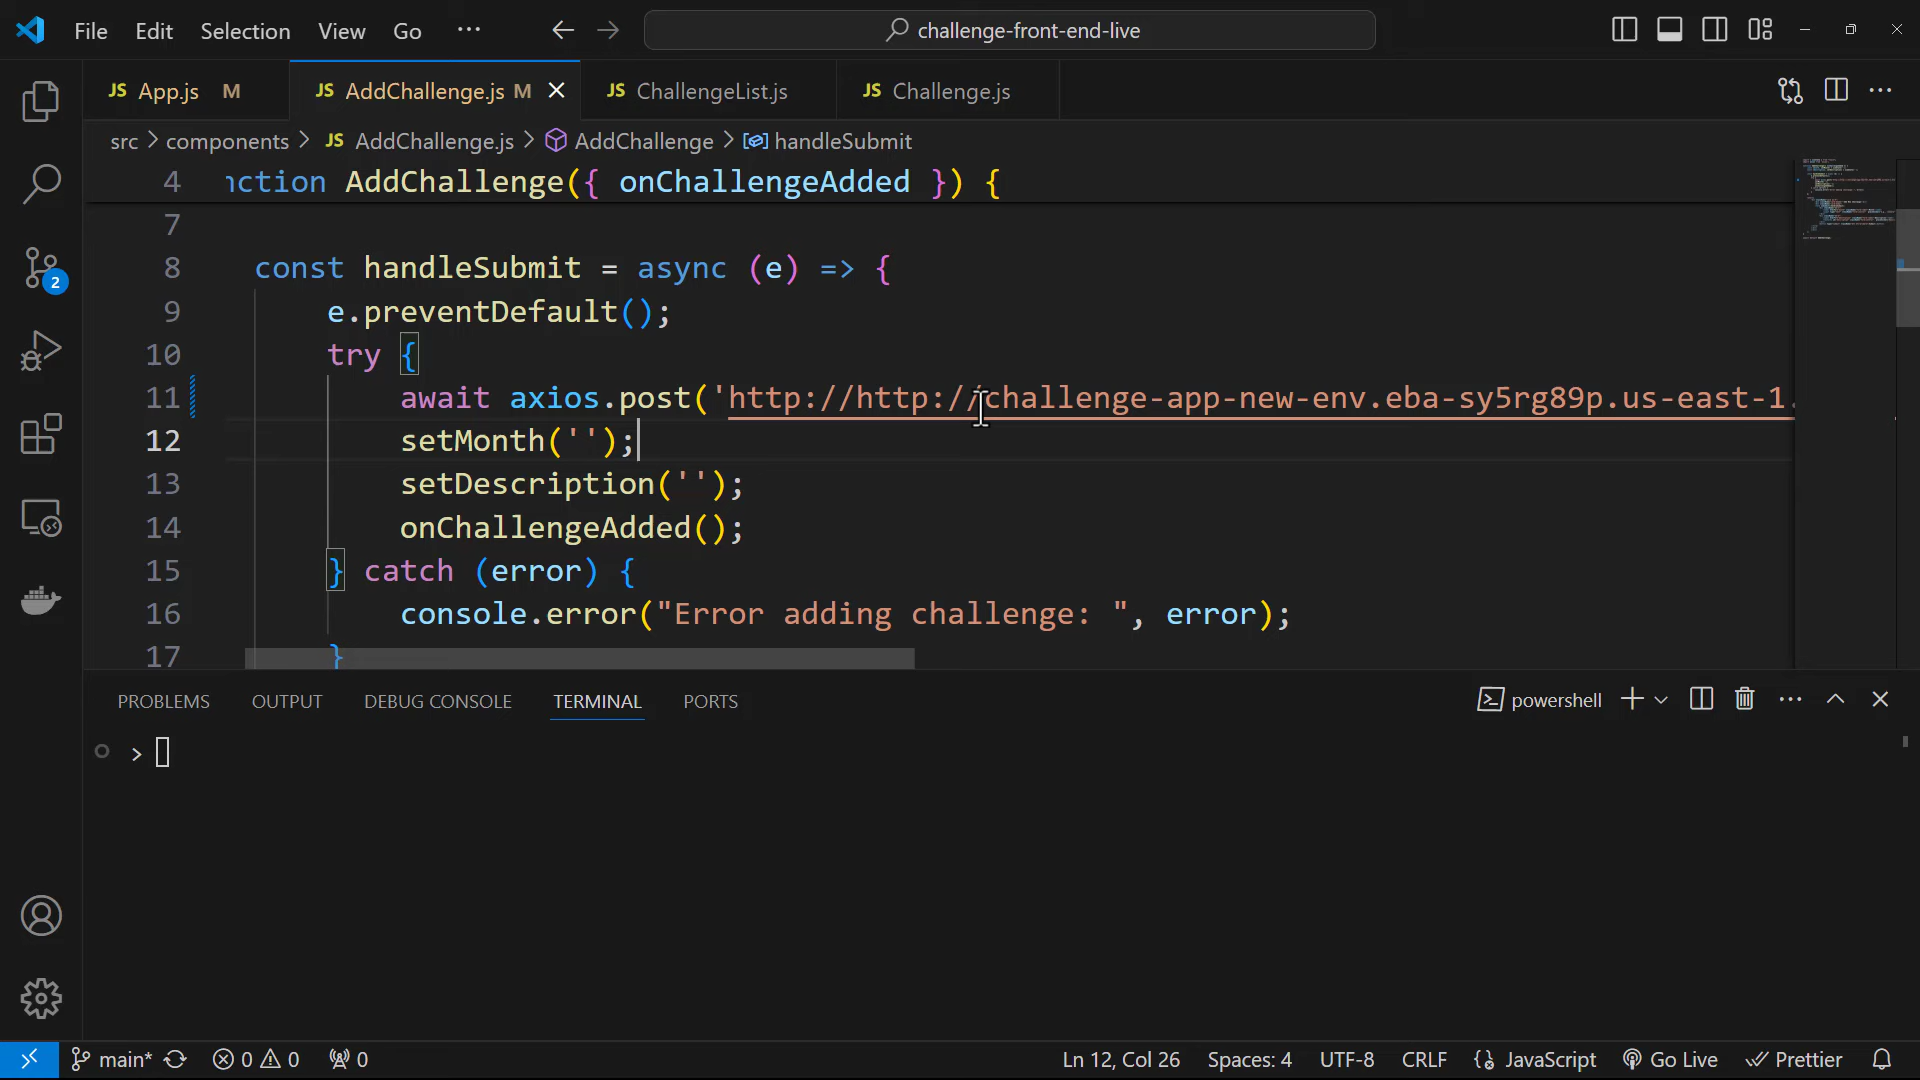 File Edit Selection View Go ··· challenge-front-end-live
JS App.js M JS AddChallenge.js M JS ChallengeList.js JS Challenge.js
src > components > JS AddChallenge.js > AddChallenge > handleSubmit
4 nction AddChallenge({ onChallengeAdded }) {
7
8 const handleSubmit = async (e) => {
9 e.preventDefault();
10 try {
11 await axios.post('http://http://challenge-app-new-env.eba-sy5rg89p.us-east-1.
12 setMonth('');
13 setDescription('');
14 onChallengeAdded();
15 } catch (error) {
16 console.error("Error adding challenge: ", error);
17 }
2
PROBLEMS OUTPUT DEBUG CONSOLE TERMINAL PORTS powershell
>
main* 0 0 0 Ln 12, Col 26 Spaces: 4 UTF-8 CRLF JavaScript Go Live Prettier